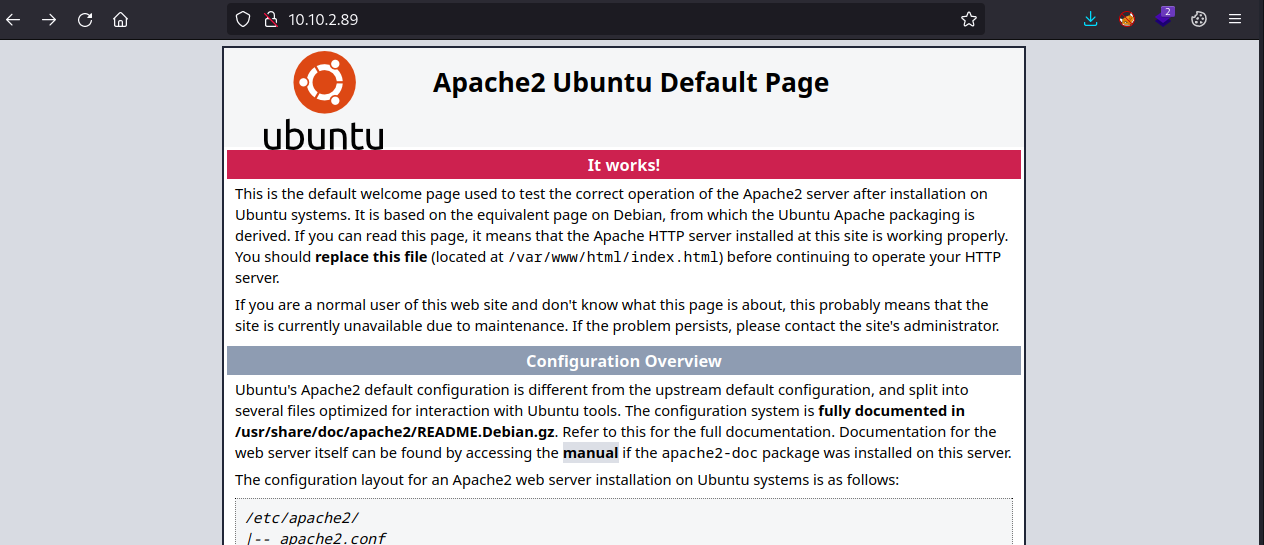 10.10.2.89
2
Apache2 Ubuntu Default Page
ubuntu
It works!
This is the default welcome page used to test the correct operation of the Apache2 server after installation on
Ubuntu systems. It is based on the equivalent page on Debian, from which the Ubuntu Apache packaging is
derived. If you can read this page, it means that the Apache HTTP server installed at this site is working properly.
You should replace this file (located at /var/www/html/index.html) before continuing to operate your HTTP
server.
If you are a normal user of this web site and don't know what this page is about, this probably means that the
site is currently unavailable due to maintenance. If the problem persists, please contact the site's administrator.
Configuration Overview
Ubuntu's Apache2 default configuration is different from the upstream default configuration, and split into
several files optimized for interaction with Ubuntu tools. The configuration system is fully documented in
/usr/share/doc/apache2/README.Debian.gz. Refer to this for the full documentation. Documentation for the
web server itself can be found by accessing the manual if the apache2-doc package was installed on this server.
The configuration layout for an Apache2 web server installation on Ubuntu systems is as follows:
/etc/apache2/
|-- apache2.conf